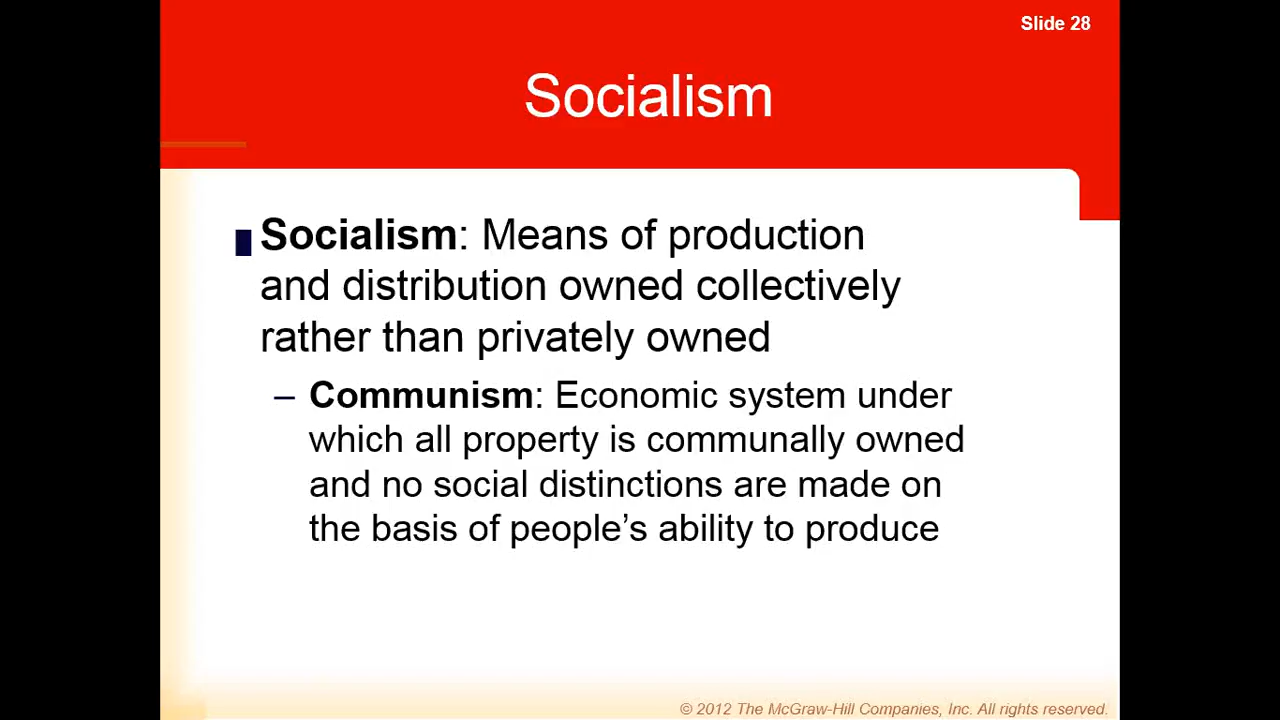 Slide 28
Socialism
Socialism: Means of production
and distribution owned collectively
rather than privately owned
– Communism: Economic system under
which all property is communally owned
and no social distinctions are made on
the basis of people’s ability to produce
© 2012 The McGraw-Hill Companies, Inc. All rights reserved.